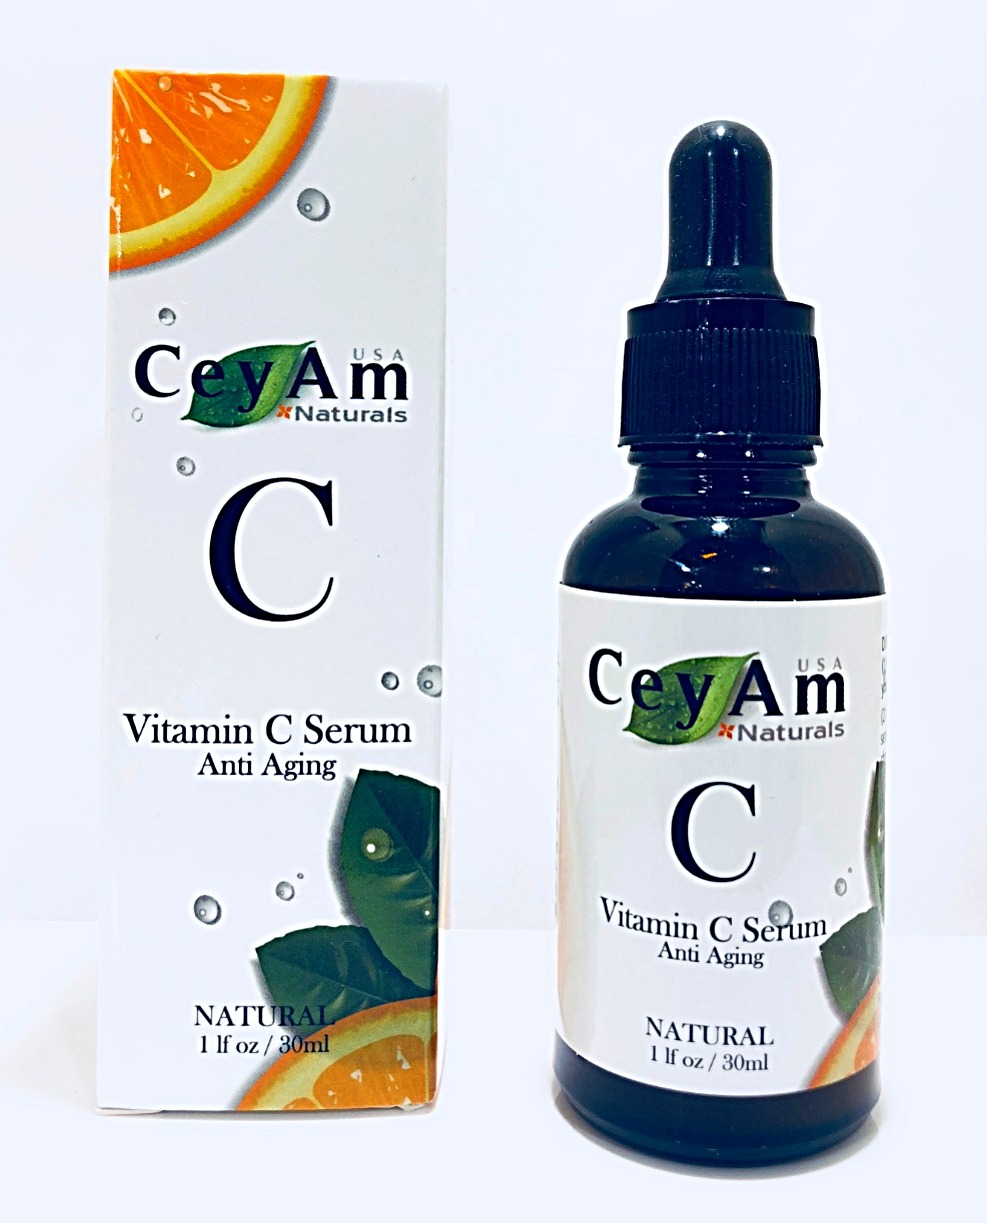 CeyAm USA
Naturals
C
Vitamin C Serum
Anti Aging
NATURAL
1 lf oz / 30ml
CeyAm USA
Naturals
C
Vitamin C Serum
Anti Aging
NATURAL
1 lf oz / 30ml